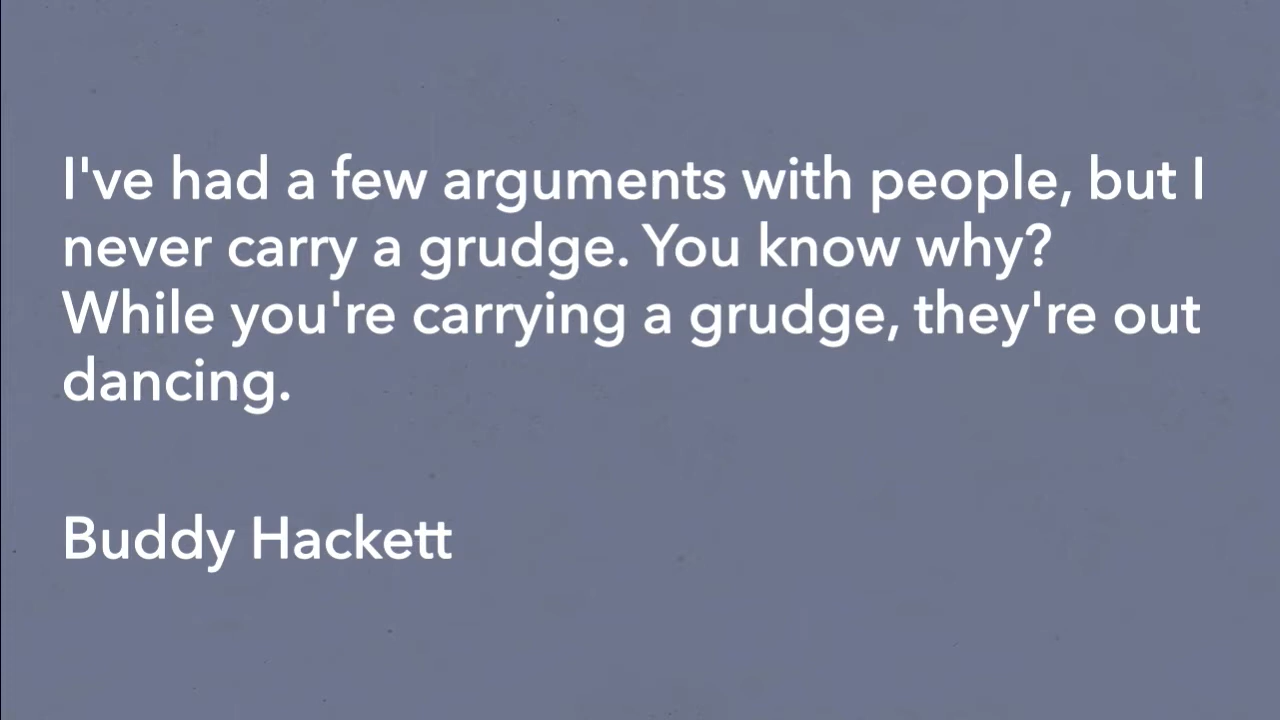 I've had a few arguments with people, but I
never carry a grudge. You know why?
While you're carrying a grudge, they're out
dancing.
Buddy Hackett